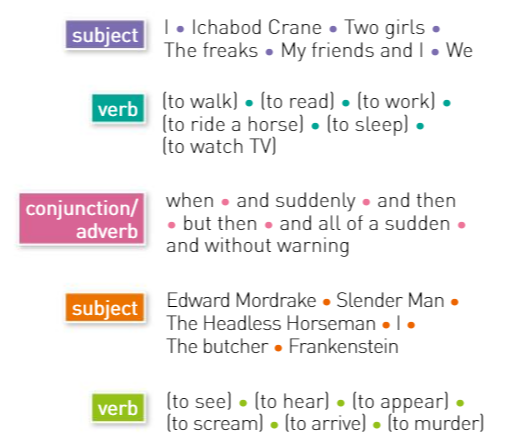 subject
I • Ichabod Crane • Two girls •
The freaks • My friends and I • We
verb
(to walk) • (to read) • (to work) •
(to ride a horse) • (to sleep) •
(to watch TV)
conjunction/
adverb
when • and suddenly • and then
• but then • and all of a sudden •
and without warning
subject
Edward Mordrake • Slender Man •
The Headless Horseman • I •
The butcher • Frankenstein
verb
(to see) • (to hear) • (to appear) •
(to scream) • (to arrive) • (to murder)